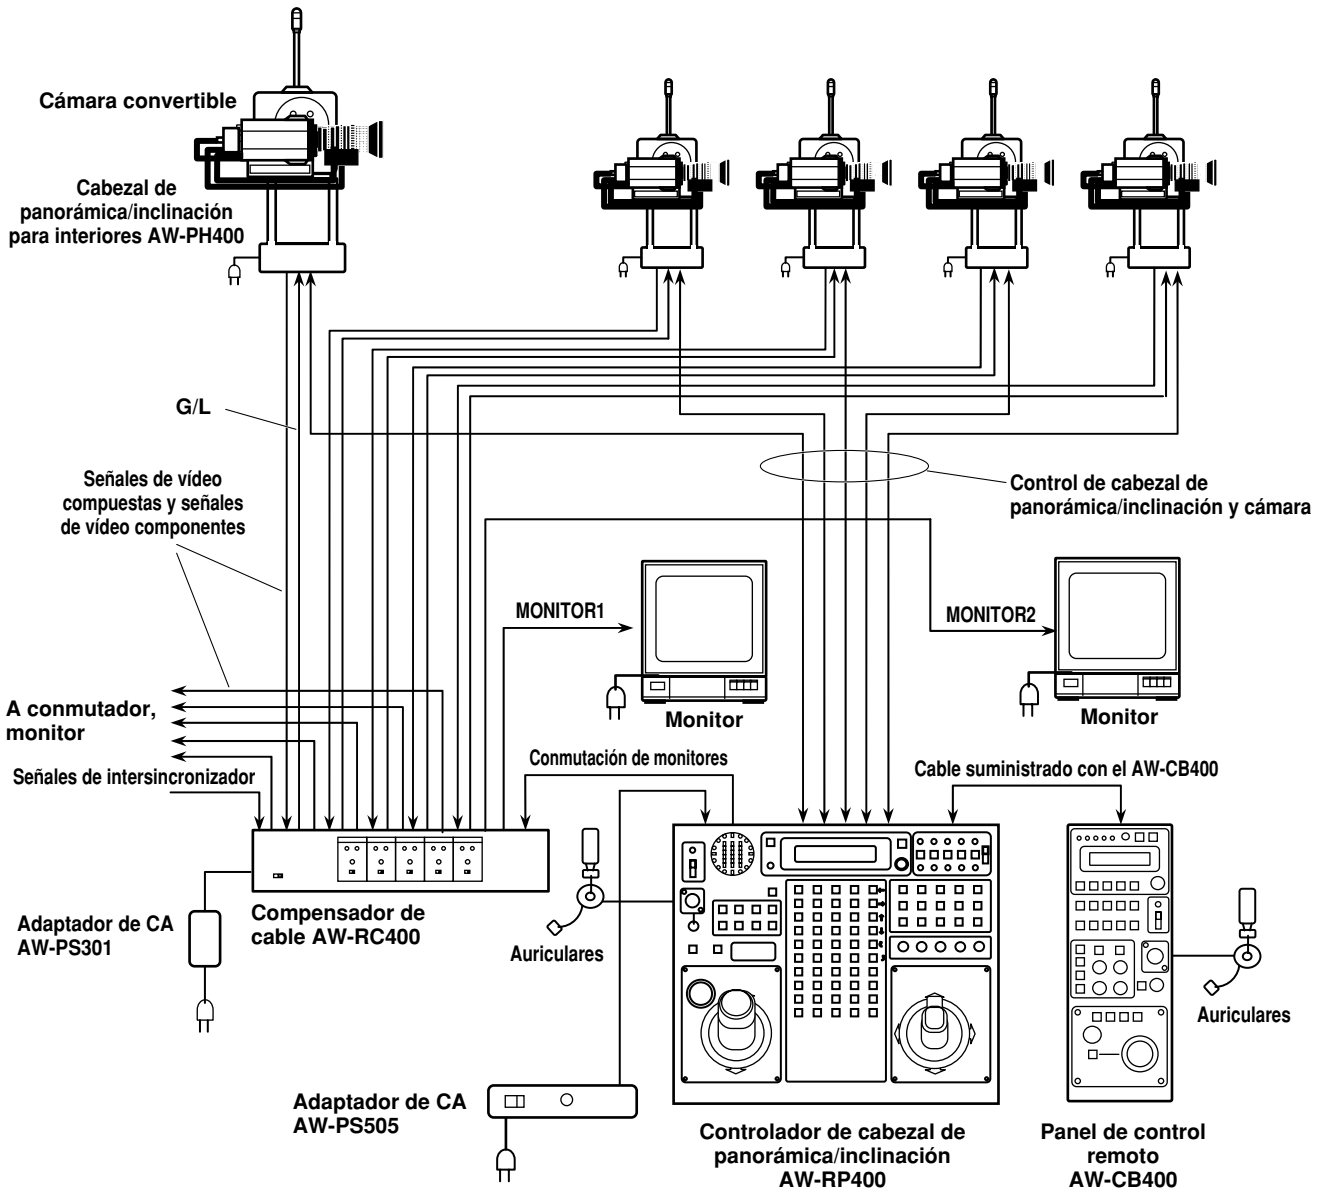 Cámara convertible
Cabezal de
panorámica/inclinación
para interiores AW-PH400
G/L
Señales de vídeo
compuestas y señales
de vídeo componentes
Control de cabezal de
panorámica/inclinación y cámara
MONITOR1
MONITOR2
A conmutador,
monitor
Monitor
Monitor
Señales de intersincronizador
Conmutación de monitores
Cable suministrado con el AW-CB400
Adaptador de CA
AW-PS301
Compensador de
cable AW-RC400
Auriculares
Auriculares
Adaptador de CA
AW-PS505
Controlador de cabezal de
panorámica/inclinación
AW-RP400
Panel de control
remoto
AW-CB400